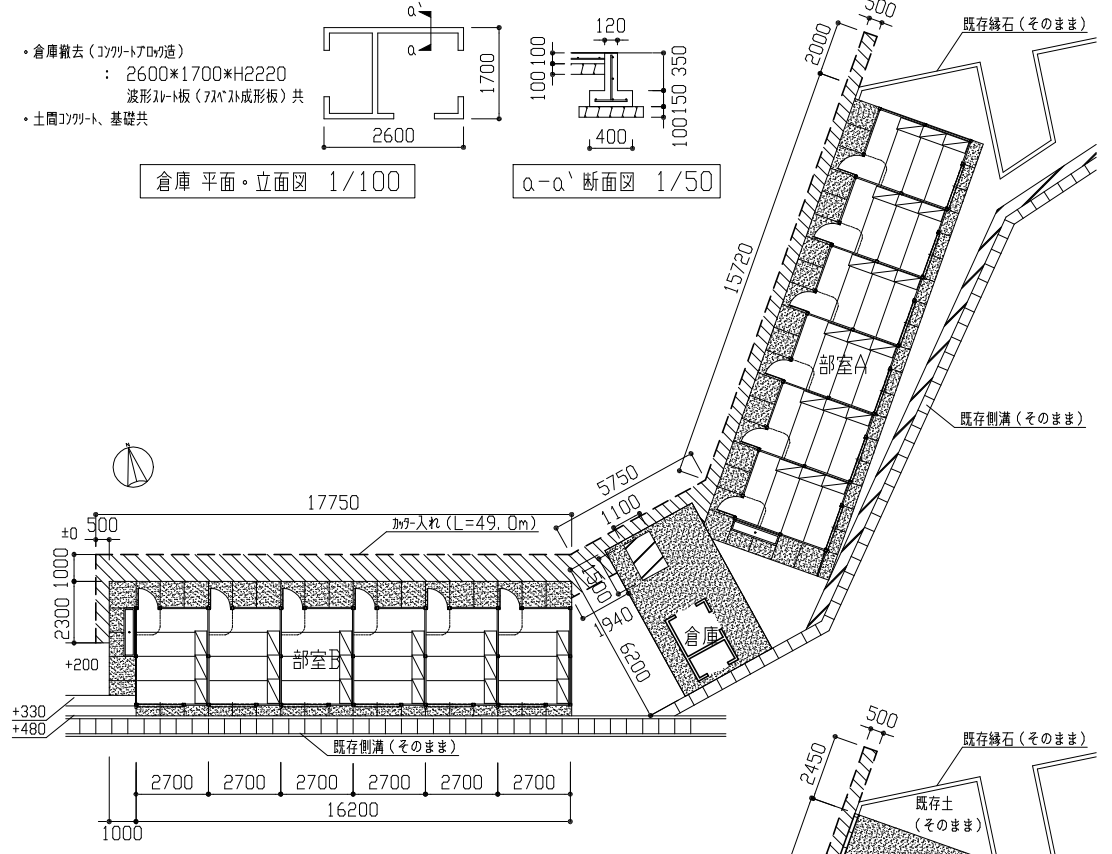 ・倉庫撤去(コンクリートブロック造)
: 2600*1700*H2220
波形スレート板(アスベスト成形板)共
・土間コンクリート、基礎共
a'
a
1700
2600
倉庫 平面・立面図 1/100
120
100
100
350
150
100
400
a-a' 断面図 1/50
500
2000
既存縁石(そのまま)
15720
部室A
既存側溝(そのまま)
N
17750
カッター入れ(L=49.0m)
5750
1100
500
±0
1000
2300
+200
+330
+480
1500
1940
6200
倉庫
部室B
既存側溝(そのまま)
2700
2700
2700
2700
2700
2700
16200
1000
500
2450
既存縁石(そのまま)
既存土
(そのまま)